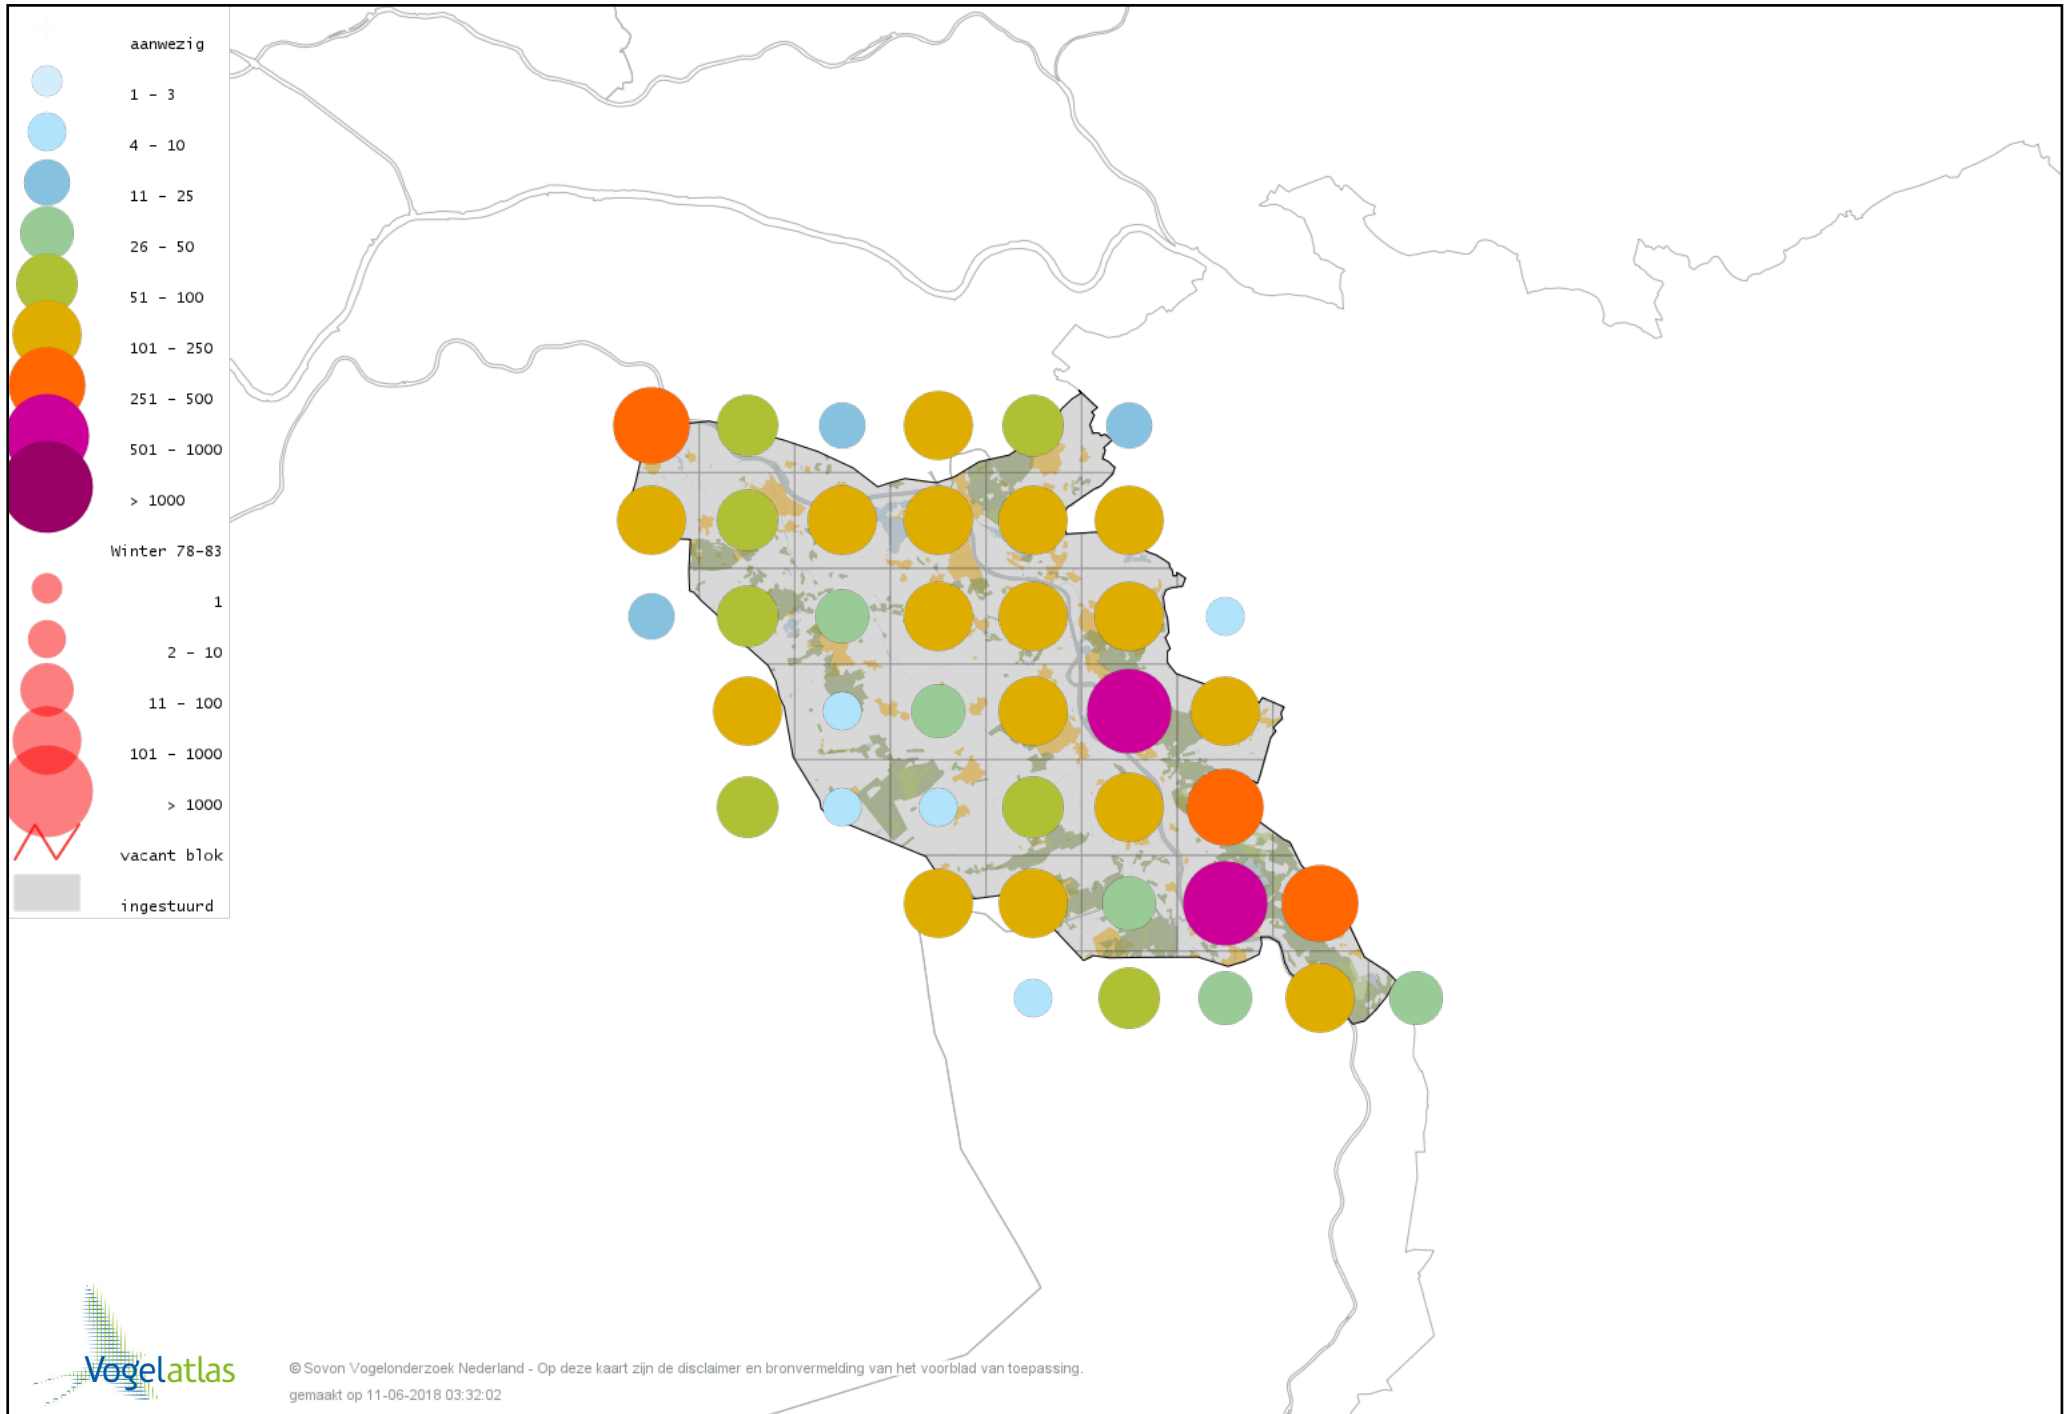 aanwezig
1 - 3
4 - 10
11 - 25
26 - 50
51 - 100
101 - 250
251 - 500
501 - 1000
> 1000
Winter 78-83
1
2 - 10
11 - 100
101 - 1000
> 1000
vacant blok
ingestuurd
Vogelatlas
© Sovon Vogelonderzoek Nederland - Op deze kaart zijn de disclaimer en bronvermelding van het voorblad van toepassing.
gemaakt op 11-06-2018 03:32:02